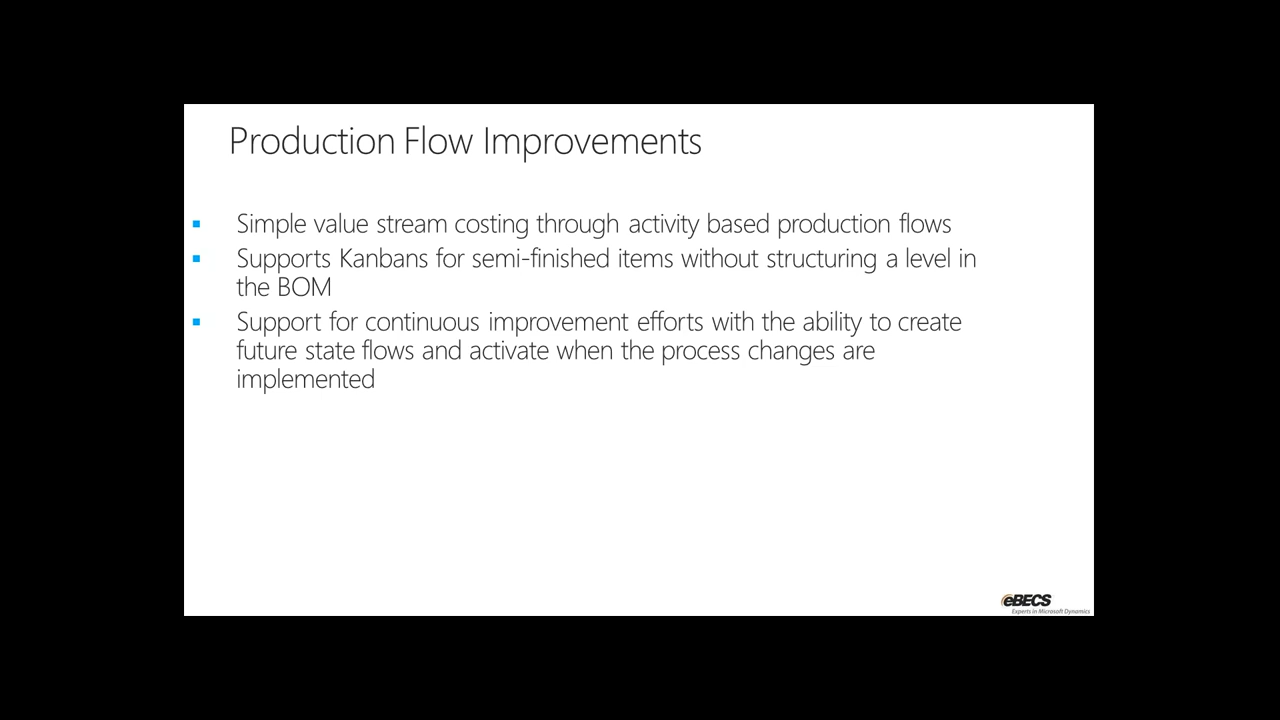 Production Flow Improvements
Simple value stream costing through activity based production flows
Supports Kanbans for semi-finished items without structuring a level in
the BOM
Support for continuous improvement efforts with the ability to create
future state flows and activate when the process changes are
implemented
eBECS
Experts in Microsoft Dynamics